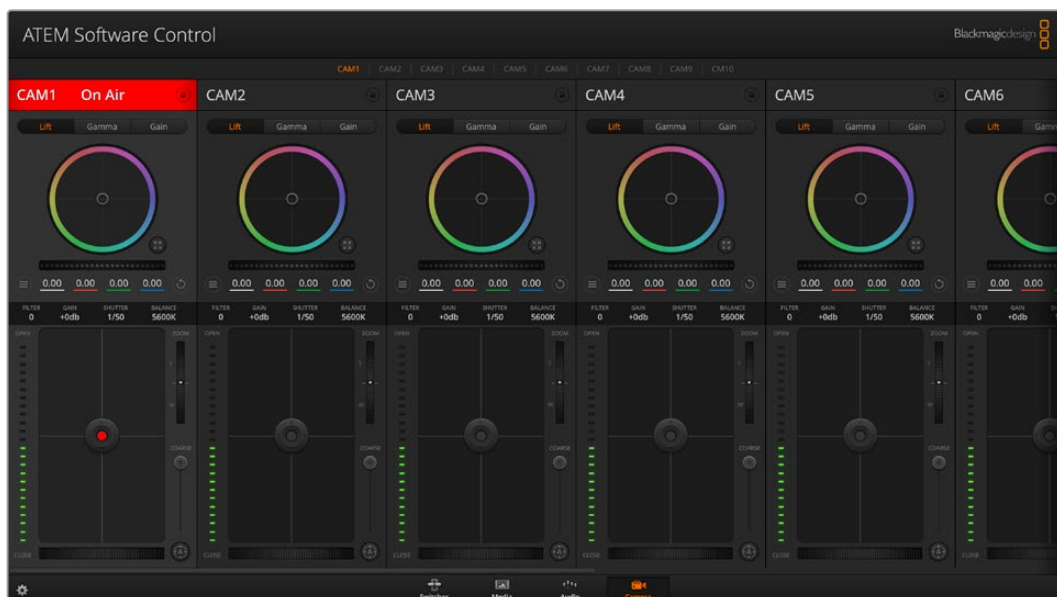 ATEM Software Control
Blackmagicdesign
CAM1 CAM2 CAM3 CAM4 CAM5 CAM6 CAM7 CAM8 CAM9 CM10
CAM1 On Air CAM2 CAM3 CAM4 CAM5 CAM6
Lift Gamma Gain Lift Gamma Gain Lift Gamma Gain Lift Gamma Gain Lift Gamma Gain Lift Gam
0.00 0.00 0.00 0.00 0.00 0.00 0.00 0.00 0.00 0.00 0.00 0.00 0.00 0.00 0.00 0.00 0.00 0.00 0.00 0.00 0.00 0.00 0.00
FILTER GAIN SHUTTER BALANCE FILTER GAIN SHUTTER BALANCE FILTER GAIN SHUTTER BALANCE FILTER GAIN SHUTTER BALANCE FILTER GAIN SHUTTER BALANCE FILTER GAIN
0 +0db 1/50 5600K 0 +0db 1/50 5600K 0 +0db 1/50 5600K 0 +0db 1/50 5600K 0 +0db 1/50 5600K 0 +0db
OPEN ZOOM OPEN ZOOM OPEN ZOOM OPEN ZOOM OPEN ZOOM OPEN
T T T T T
W W W W W
COARSE COARSE COARSE COARSE COARSE
CLOSE CLOSE CLOSE CLOSE CLOSE CLOSE
Switcher Media Audio Camera